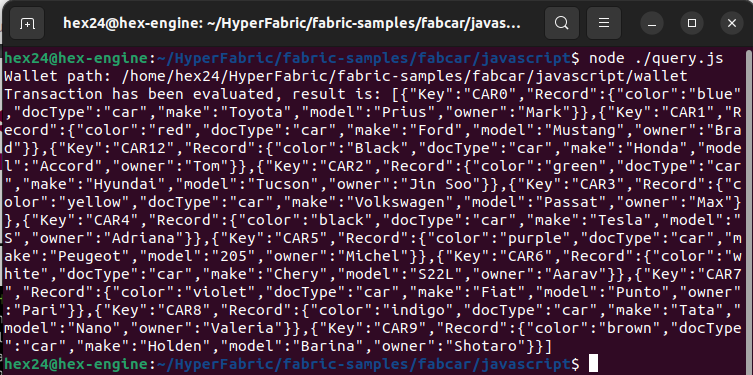 hex24@hex-engine: ~/HyperFabric/fabric-samples/fabcar/javas...
hex24@hex-engine:~/HyperFabric/fabric-samples/fabcar/javascript$ node ./query.js
Wallet path: /home/hex24/HyperFabric/fabric-samples/fabcar/javascript/wallet
Transaction has been evaluated, result is: [{"Key":"CAR0","Record":{"color":"blue"
,"docType":"car","make":"Toyota","model":"Prius","owner":"Mark"}},{"Key":"CAR1","R
ecord":{"color":"red","docType":"car","make":"Ford","model":"Mustang","owner":"Bra
d"}},{"Key":"CAR12","Record":{"color":"Black","docType":"car","make":"Honda","mode
l":"Accord","owner":"Tom"}},{"Key":"CAR2","Record":{"color":"green","docType":"car
","make":"Hyundai","model":"Tucson","owner":"Jin Soo"}},{"Key":"CAR3","Record":{"c
olor":"yellow","docType":"car","make":"Volkswagen","model":"Passat","owner":"Max"}
},{"Key":"CAR4","Record":{"color":"black","docType":"car","make":"Tesla","model":"
S","owner":"Adriana"}},{"Key":"CAR5","Record":{"color":"purple","docType":"car","m
ake":"Peugeot","model":"205","owner":"Michel"}},{"Key":"CAR6","Record":{"color":"w
hite","docType":"car","make":"Chery","model":"S22L","owner":"Aarav"}},{"Key":"CAR7
","Record":{"color":"violet","docType":"car","make":"Fiat","model":"Punto","owner"
:"Pari"}},{"Key":"CAR8","Record":{"color":"indigo","docType":"car","make":"Tata","
model":"Nano","owner":"Valeria"}},{"Key":"CAR9","Record":{"color":"brown","docType
":"car","make":"Holden","model":"Barina","owner":"Shotaro"}}]
hex24@hex-engine:~/HyperFabric/fabric-samples/fabcar/javascript$